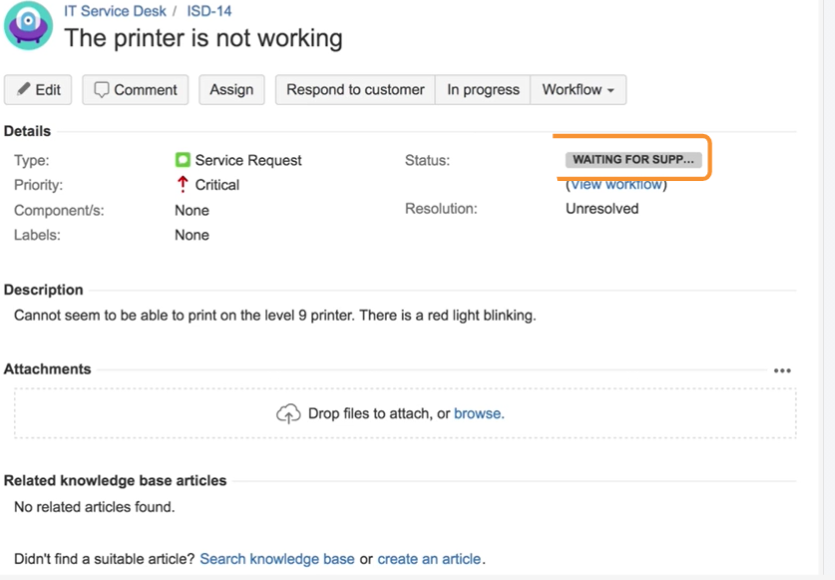 IT Service Desk / ISD-14
The printer is not working
Edit Comment Assign Respond to customer In progress Workflow
Details
Type: Service Request Status: WAITING FOR SUPP...
Priority: Critical (View workflow)
Component/s: None Resolution: Unresolved
Labels: None
Description
Cannot seem to be able to print on the level 9 printer. There is a red light blinking.
Attachments
Drop files to attach, or browse.
Related knowledge base articles
No related articles found.
Didn't find a suitable article? Search knowledge base or create an article.